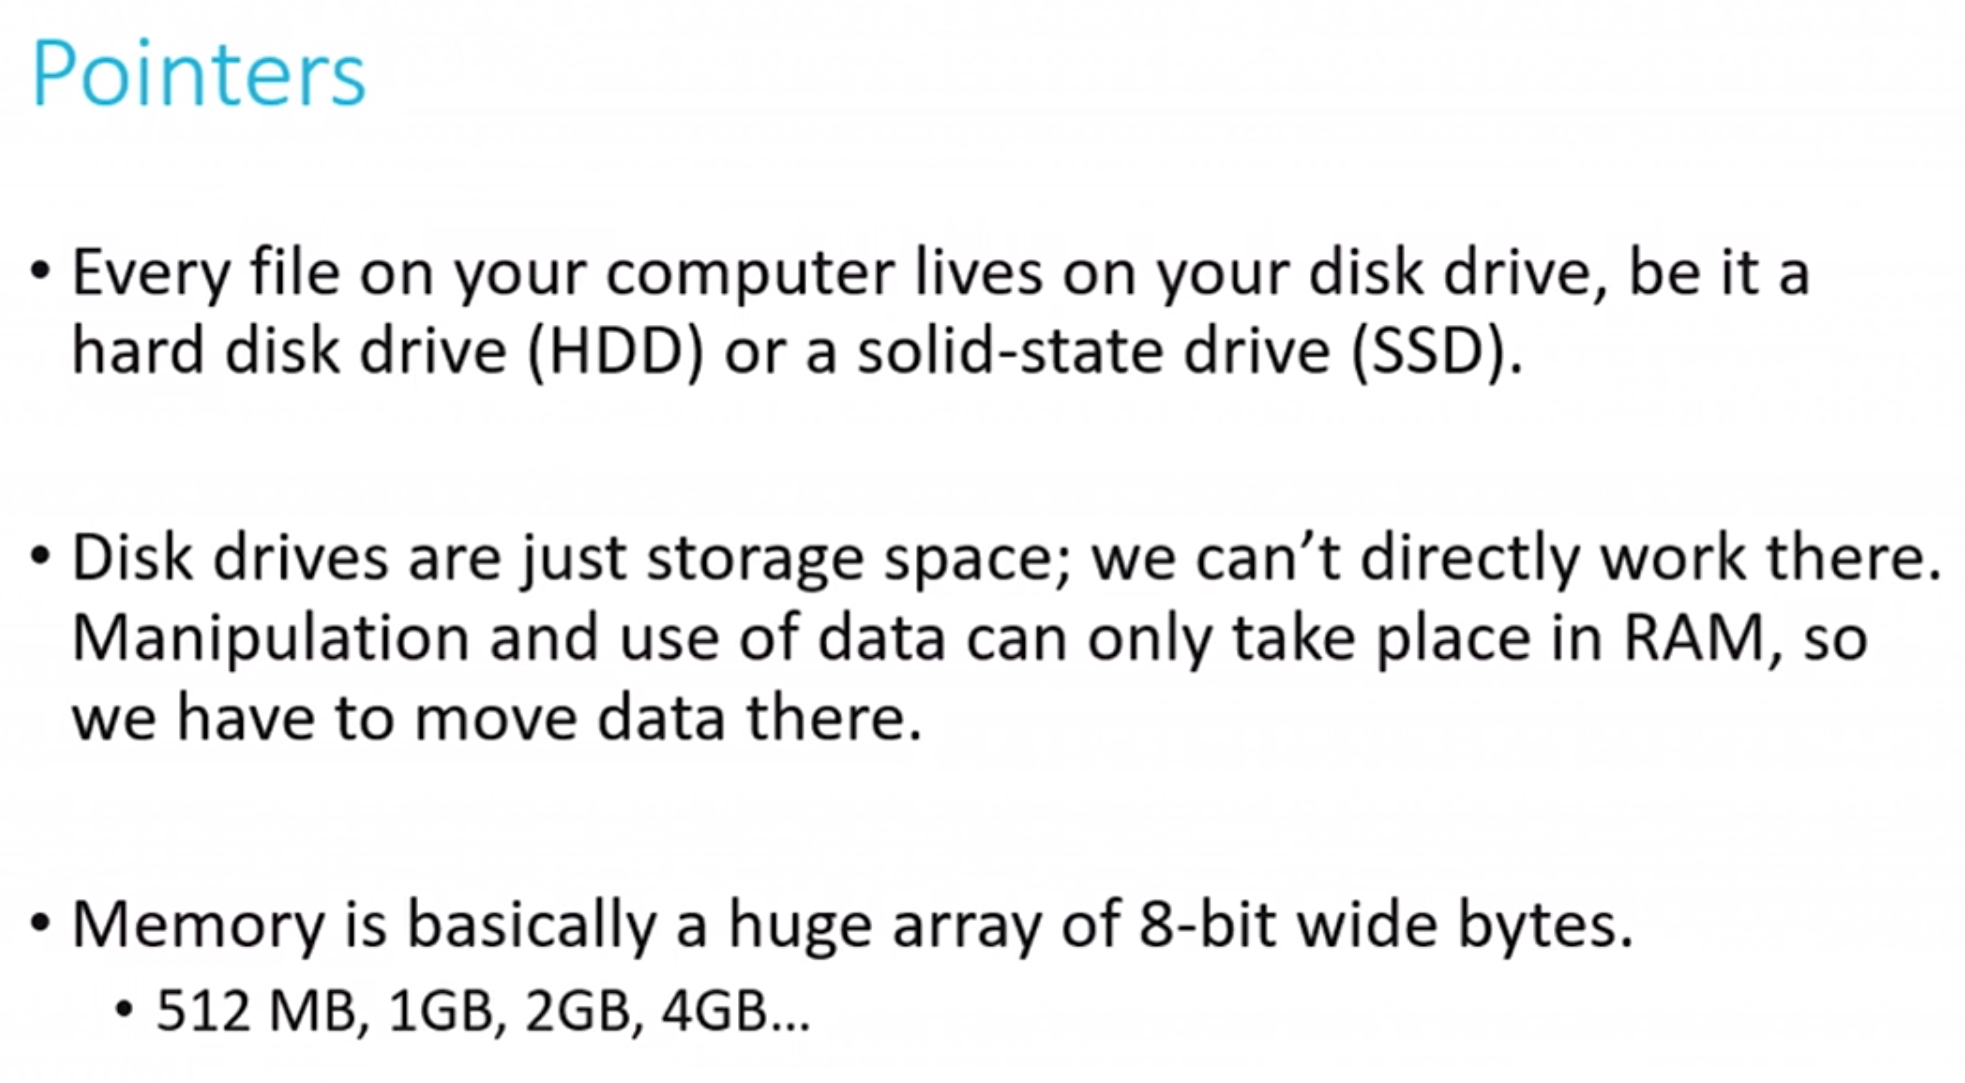 Pointers
• Every file on your computer lives on your disk drive, be it a
hard disk drive (HDD) or a solid-state drive (SSD).
• Disk drives are just storage space; we can’t directly work there.
Manipulation and use of data can only take place in RAM, so
we have to move data there.
• Memory is basically a huge array of 8-bit wide bytes.
• 512 MB, 1GB, 2GB, 4GB…